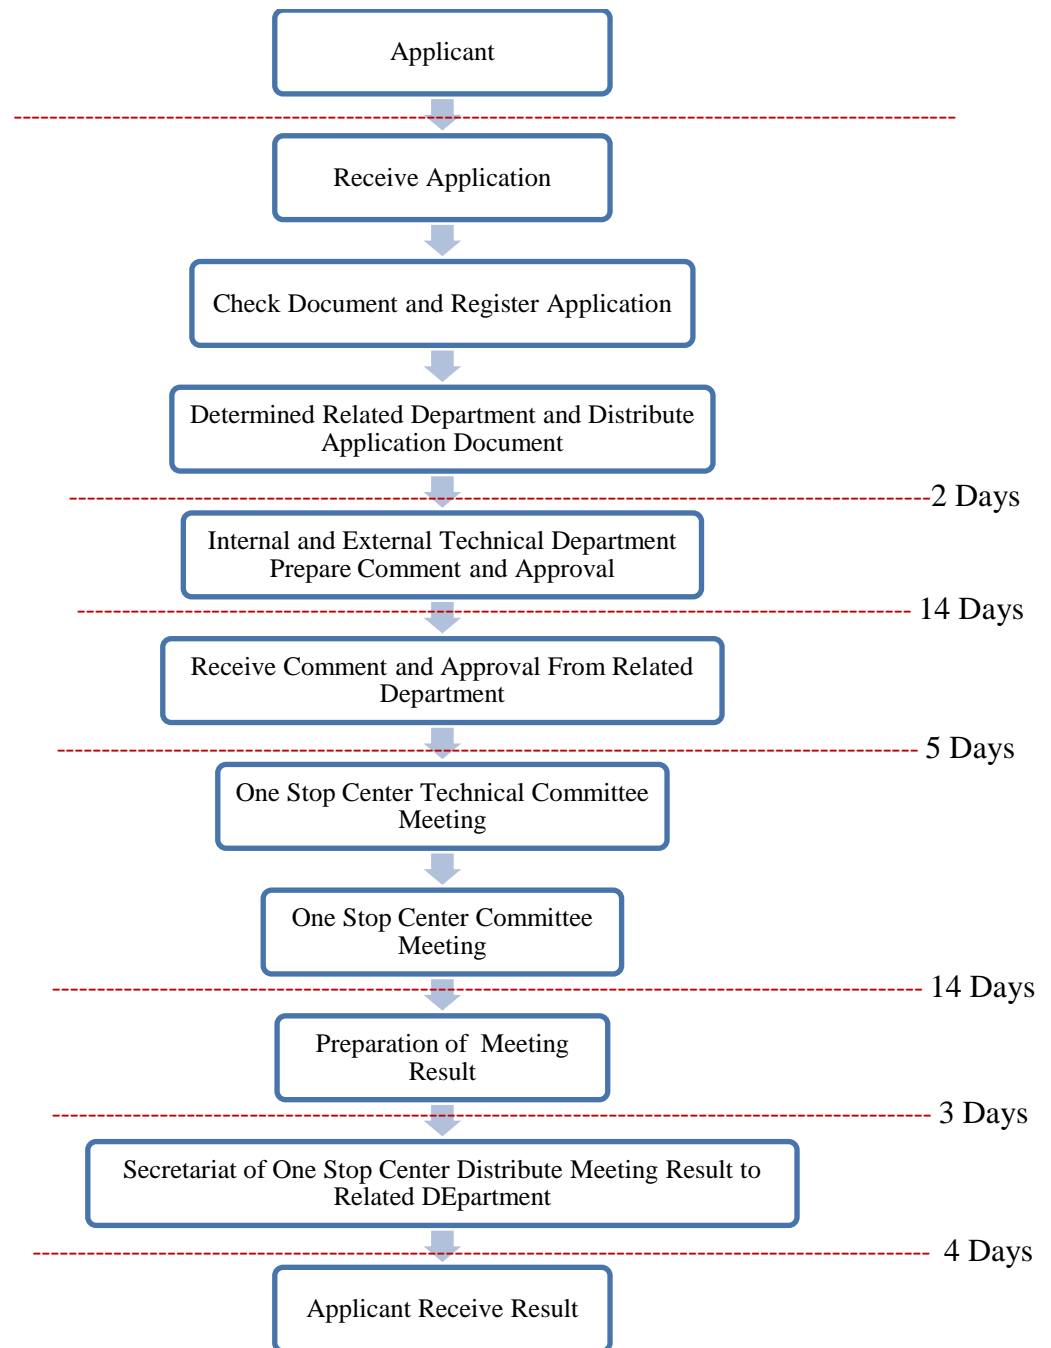 Applicant
Receive Application
Check Document and Register Application
Determined Related Department and Distribute
Application Document
2 Days
Internal and External Technical Department
Prepare Comment and Approval
14 Days
Receive Comment and Approval From Related
Department
5 Days
One Stop Center Technical Committee
Meeting
One Stop Center Committee
Meeting
14 Days
Preparation of  Meeting
Result
3 Days
Secretariat of One Stop Center Distribute Meeting Result to
Related DEpartment
4 Days
Applicant Receive Result